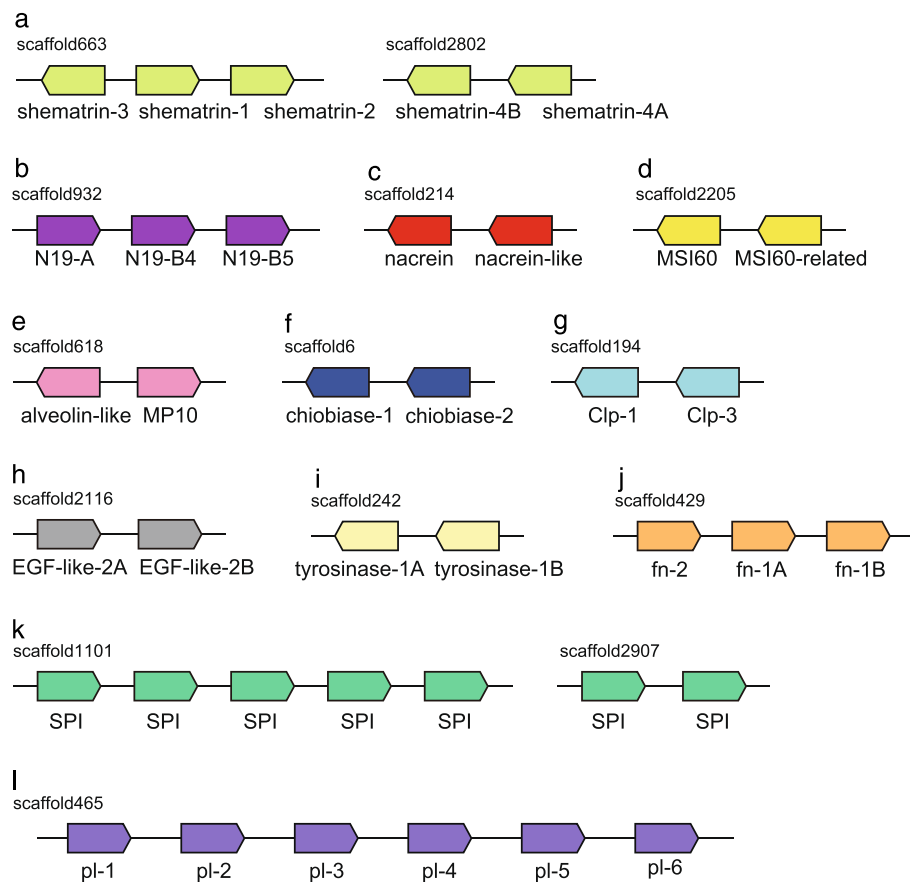 a
scaffold663 scaffold2802
shematrin-3 shematrin-1 shematrin-2 shematrin-4B shematrin-4A
b c d
scaffold932 scaffold214 scaffold2205
N19-A N19-B4 N19-B5 nacrein nacrein-like MSI60 MSI60-related
e f g
scaffold618 scaffold6 scaffold194
alveolin-like MP10 chiobiase-1 chiobiase-2 Clp-1 Clp-3
h i j
scaffold2116 scaffold242 scaffold429
EGF-like-2A EGF-like-2B tyrosinase-1A tyrosinase-1B fn-2 fn-1A fn-1B
k
scaffold1101 scaffold2907
SPI SPI SPI SPI SPI SPI SPI
l
scaffold465
pl-1 pl-2 pl-3 pl-4 pl-5 pl-6